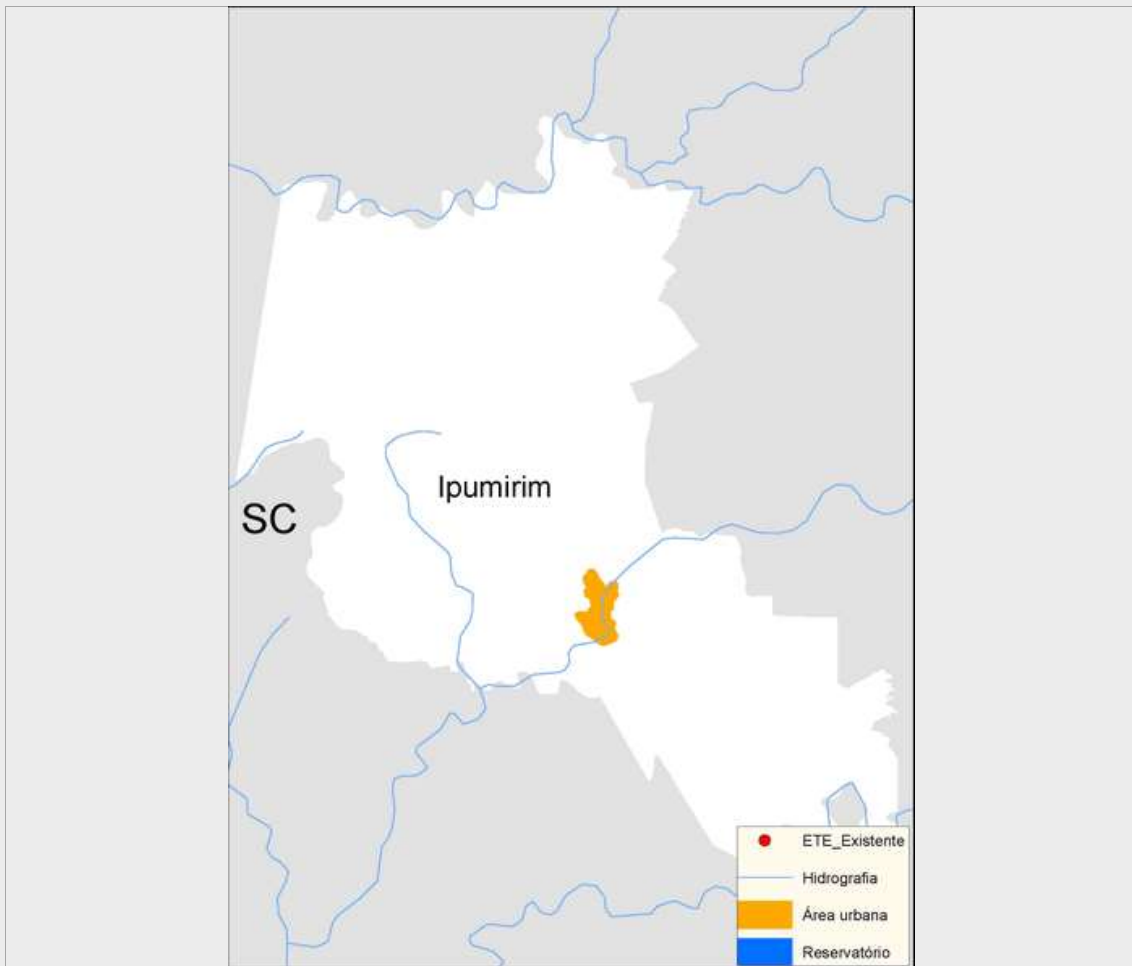 Ipumirim
SC
ETE_Existente
Hidrografia
Área urbana
Reservatório